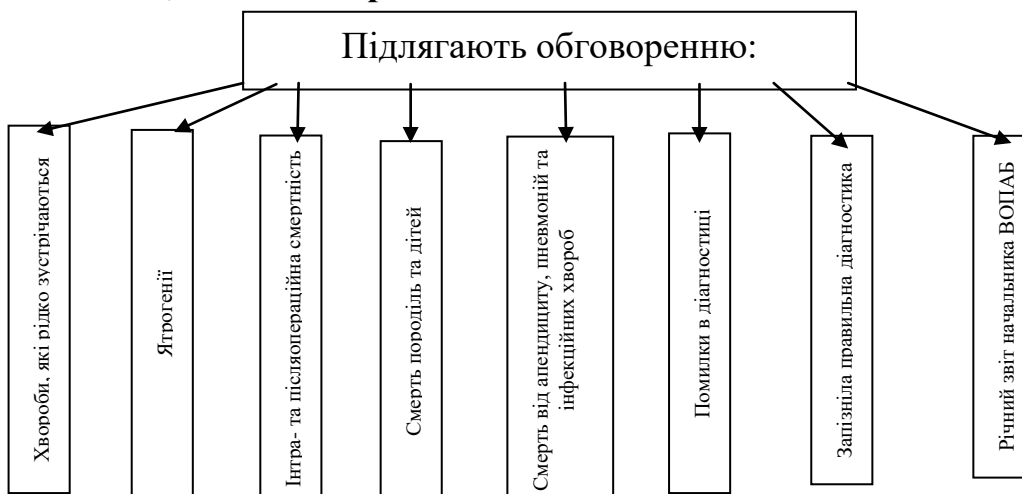 Підлягають обговоренню:
Хвороби, які рідко зустрічаються
Ятрогенії
Інтра- та післяопераційна смертність
Смерть породіль та дітей
Смерть від апендициту, пневмоній та
інфекційних хвороб
Помилки в діагностиці
Запізніла правильна діагностика
Річний звіт начальника ВОПАБ